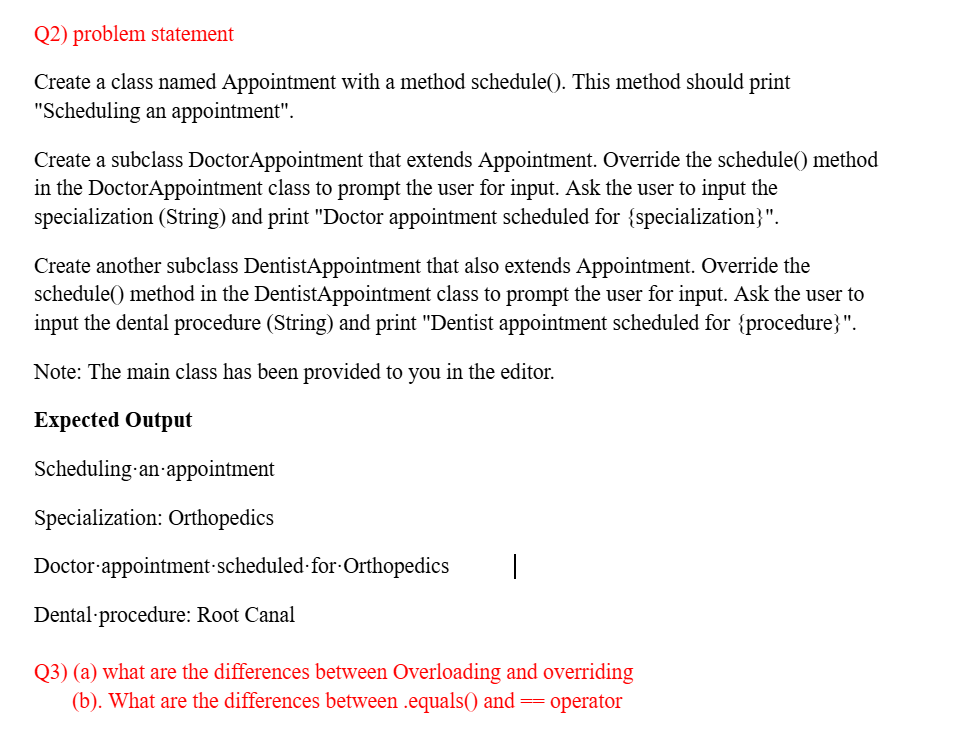 Q2) problem statement
Create a class named Appointment with a method schedule(). This method should print
"Scheduling an appointment".
Create a subclass DoctorAppointment that extends Appointment. Override the schedule() method
in the DoctorAppointment class to prompt the user for input. Ask the user to input the
specialization (String) and print "Doctor appointment scheduled for {specialization}".
Create another subclass DentistAppointment that also extends Appointment. Override the
schedule() method in the DentistAppointment class to prompt the user for input. Ask the user to
input the dental procedure (String) and print "Dentist appointment scheduled for {procedure}".
Note: The main class has been provided to you in the editor.
Expected Output
Scheduling·an·appointment
Specialization: Orthopedics
Doctor·appointment·scheduled·for·Orthopedics
Dental·procedure: Root Canal
Q3) (a) what are the differences between Overloading and overriding
(b). What are the differences between .equals() and == operator